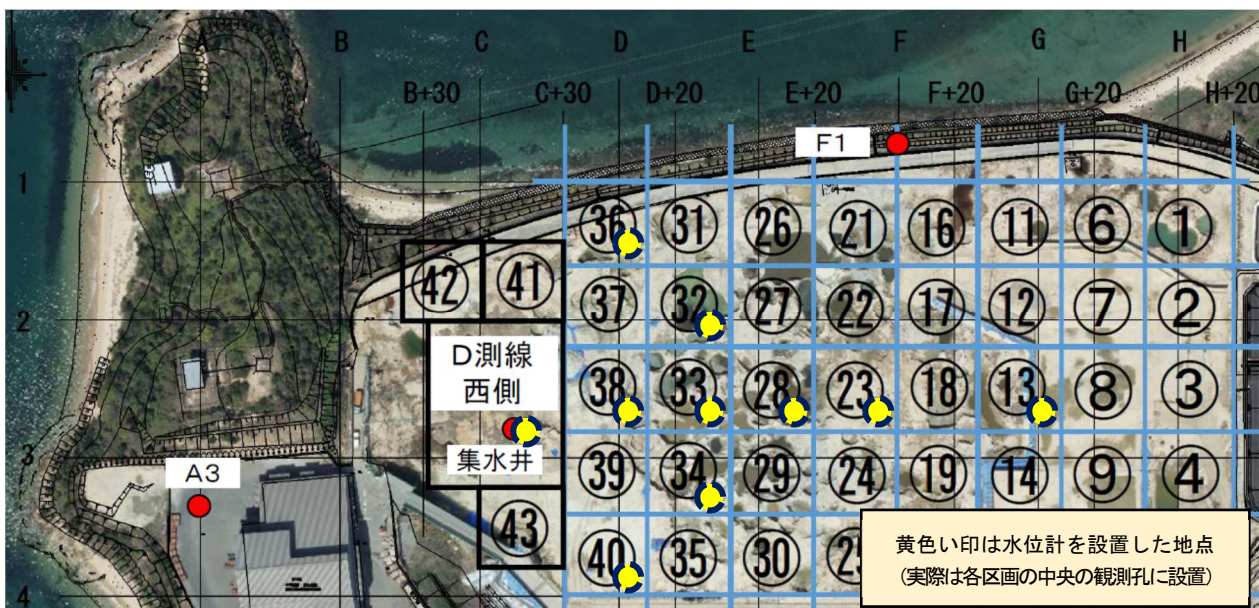 A B C D E F G H
B+30 C+30 D+20 E+20 F+20 G+20 H+20
F1
1
㊱ ㉛ ㉖ ㉑ ⑯ ⑪ ⑥ ①
㊷ ㊶
2
㊲ ㉜ ㉗ ㉒ ⑰ ⑫ ⑦ ②
D測線
西側
㊳ ㉝ ㉘ ㉓ ⑱ ⑬ ⑧ ③
集水井
3
A3
㊴ ㉞ ㉙ ㉔ ⑲ ⑭ ⑨ ④
㊸
㊵ ㉟ ㉚
4
黄色い印は水位計を設置した地点
(実際は各区画の中央の観測孔に設置)